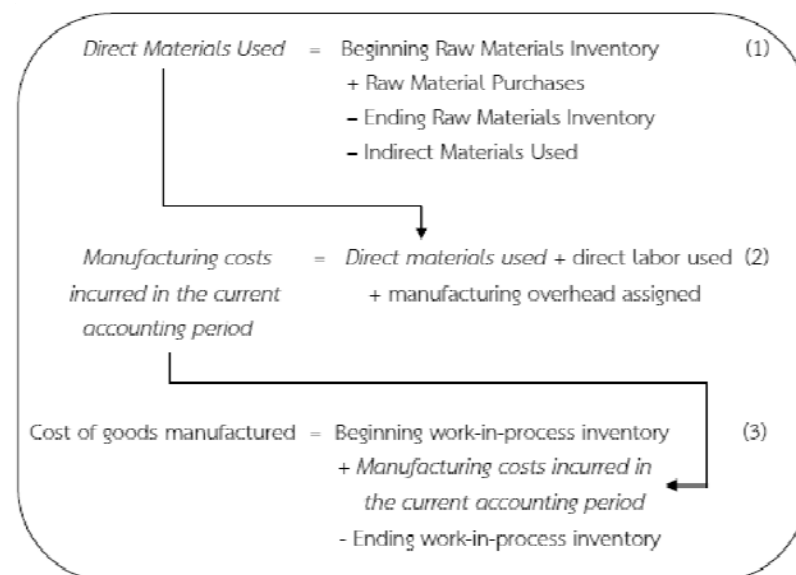 Direct Materials Used = Beginning Raw Materials Inventory (1)
+ Raw Material Purchases
– Ending Raw Materials Inventory
– Indirect Materials Used
Manufacturing costs = Direct materials used + direct labor used (2)
incurred in the current + manufacturing overhead assigned
accounting period
Cost of goods manufactured = Beginning work-in-process inventory (3)
+ Manufacturing costs incurred in
the current accounting period
- Ending work-in-process inventory